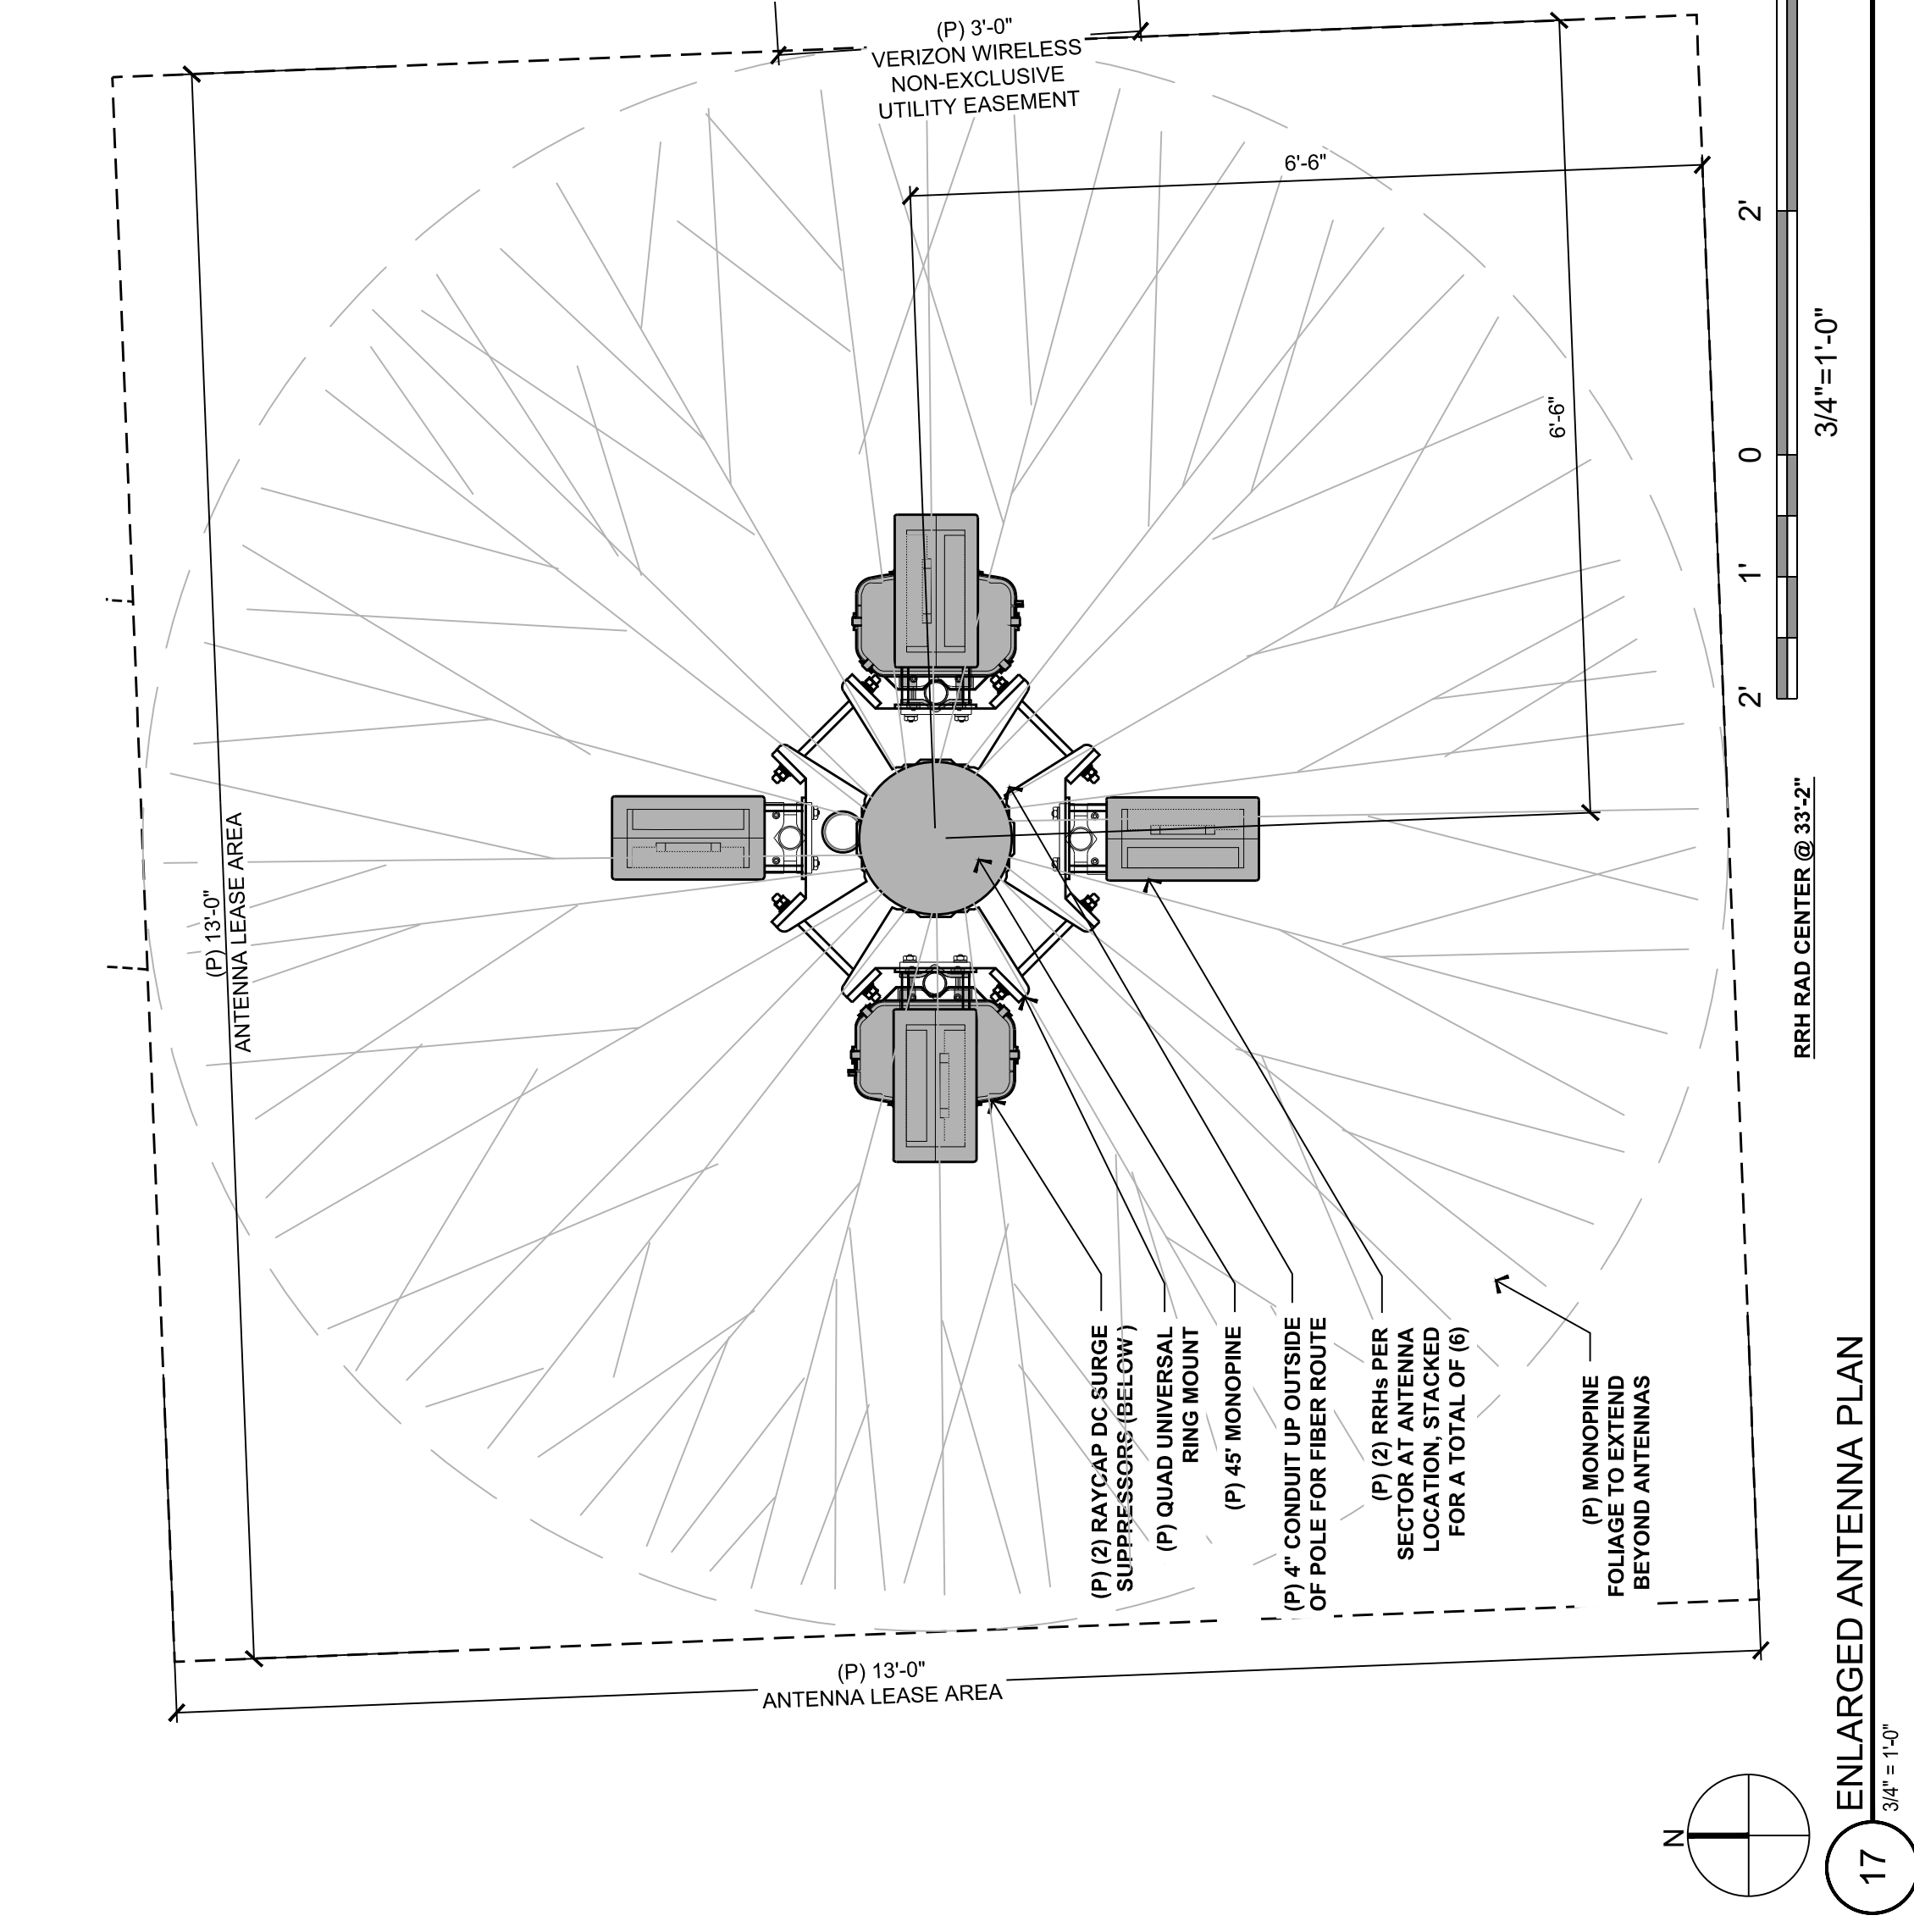 (P) 3'-0"
VERIZON WIRELESS
NON-EXCLUSIVE
UTILITY EASEMENT
6'-6"
6'-6"
(P) 13'-0"
ANTENNA LEASE AREA
(P) (2) RAYCAP DC SURGE
SUPPRESSORS (BELOW )
(P) QUAD UNIVERSAL
RING MOUNT
(P) 45' MONOPINE
(P) 4" CONDUIT UP OUTSIDE
OF POLE FOR FIBER ROUTE
(P) (2) RRHs PER
SECTOR AT ANTENNA
LOCATION, STACKED
FOR A TOTAL OF (6)
(P) MONOPINE
FOLIAGE TO EXTEND
BEYOND ANTENNAS
(P) 13'-0"
ANTENNA LEASE AREA
2' 1' 0 2'
3/4"=1'-0"
RRH RAD CENTER @ 33'-2"
N
17
ENLARGED ANTENNA PLAN
3/4" = 1'-0"